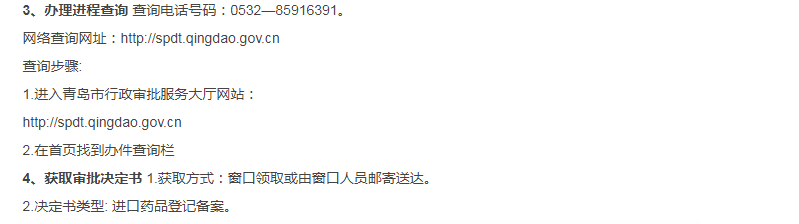 3、办理进程查询 查询电话号码：0532—85916391。
网络查询网址：http://spdt.qingdao.gov.cn
查询步骤:
1.进入青岛市行政审批服务大厅网站：
http://spdt.qingdao.gov.cn
2.在首页找到办件查询栏
4、获取审批决定书 1.获取方式：窗口领取或由窗口人员邮寄送达。
2.决定书类型: 进口药品登记备案。